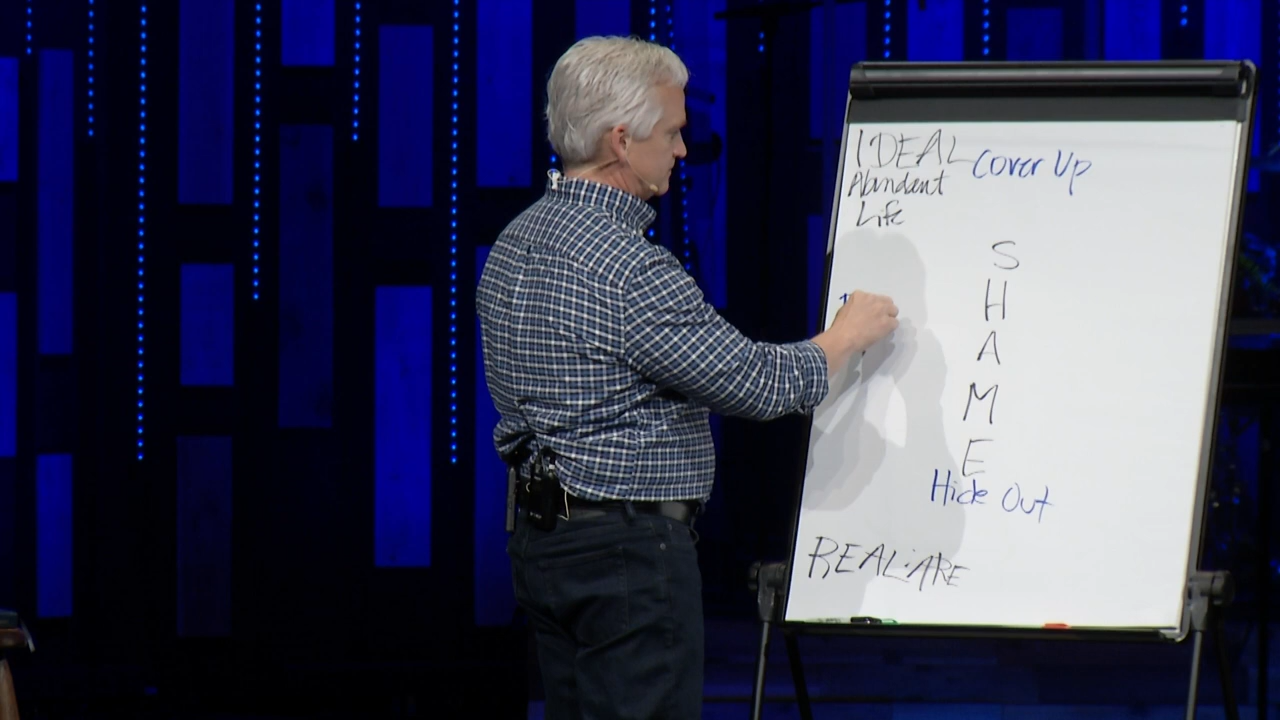 IDEAL Cover Up
Abundant
Life
S
H
A
M
E
Hide Out
REAL:ARE